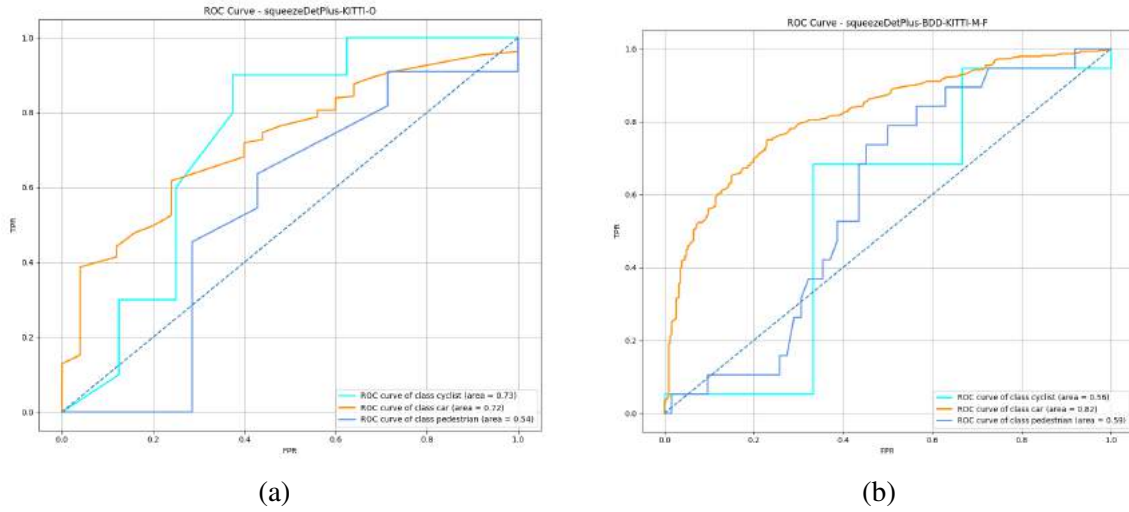 ROC Curve - squeezeDetPlus-KITTI-O
1.0
0.8
0.6
0.4
0.2
0.0
TPR
0.0 0.2 0.4 0.6 0.8 1.0
FPR
ROC curve of class cyclist (area = 0.73)
ROC curve of class car (area = 0.72)
ROC curve of class pedestrian (area = 0.54)
(a)
ROC Curve - squeezeDetPlus-BDD-KITTI-M-F
1.0
0.8
0.6
0.4
0.2
0.0
TPR
0.0 0.2 0.4 0.6 0.8 1.0
FPR
ROC curve of class cyclist (area = 0.56)
ROC curve of class car (area = 0.82)
ROC curve of class pedestrian (area = 0.59)
(b)